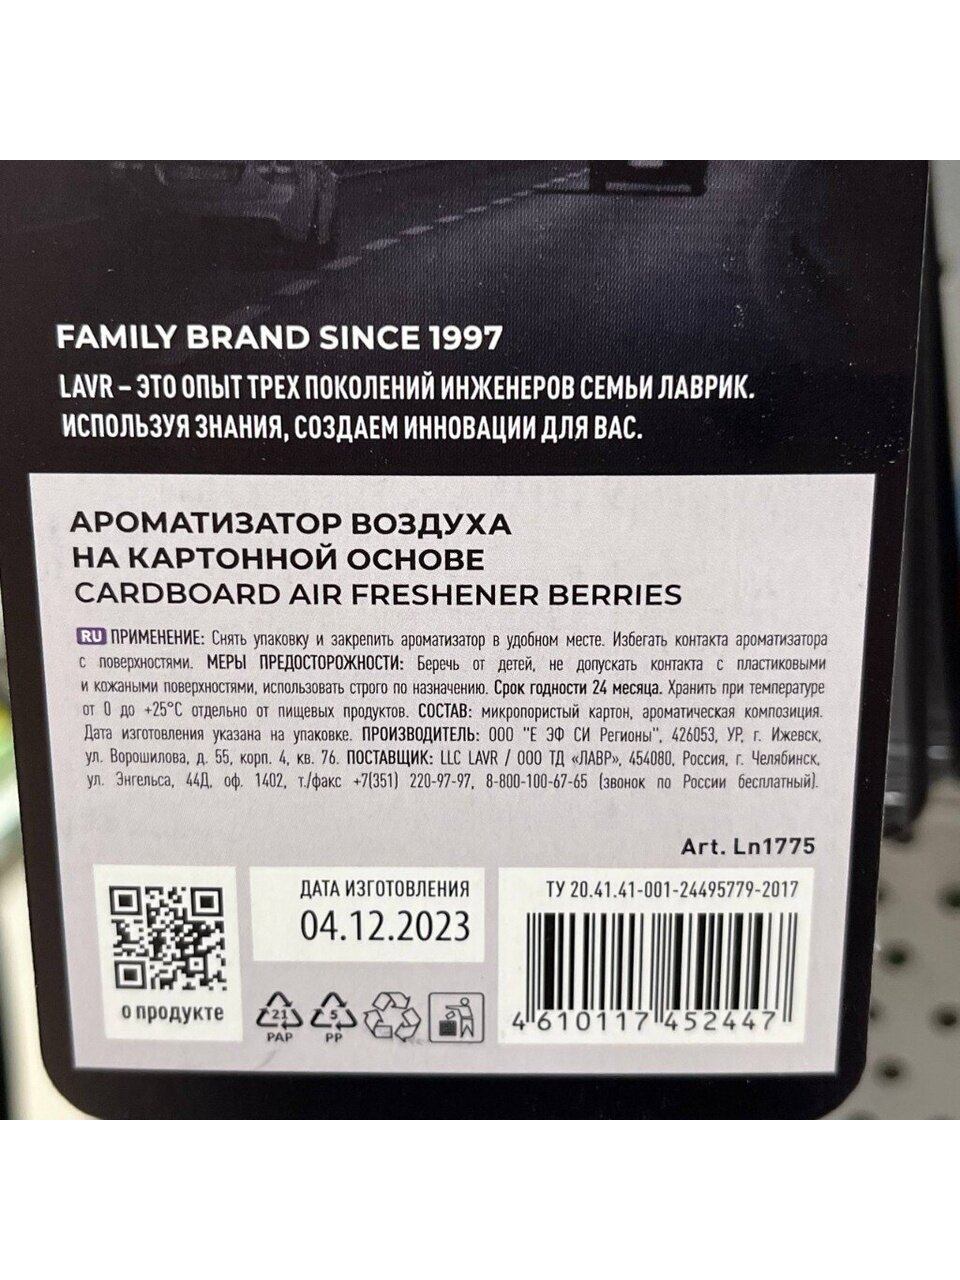 FAMILY BRAND SINCE 1997
LAVR – ЭТО ОПЫТ ТРЕХ ПОКОЛЕНИЙ ИНЖЕНЕРОВ СЕМЬИ ЛАВРИК.
ИСПОЛЬЗУЯ ЗНАНИЯ, СОЗДАЕМ ИННОВАЦИИ ДЛЯ ВАС.
АРОМАТИЗАТОР ВОЗДУХА
НА КАРТОННОЙ ОСНОВЕ
CARDBOARD AIR FRESHENER BERRIES
RU ПРИМЕНЕНИЕ: Снять упаковку и закрепить ароматизатор в удобном месте. Избегать контакта ароматизатора
с поверхностями. МЕРЫ ПРЕДОСТОРОЖНОСТИ: Беречь от детей, не допускать контакта с пластиковыми
и кожаными поверхностями, использовать строго по назначению. Срок годности 24 месяца. Хранить при температуре
от 0 до +25°С отдельно от пищевых продуктов. СОСТАВ: микропористый картон, ароматическая композиция.
Дата изготовления указана на упаковке. ПРОИЗВОДИТЕЛЬ: ООО "Е ЭФ СИ Регионы", 426053, УР, г. Ижевск,
ул. Ворошилова, д. 55, корп. 4, кв. 76. ПОСТАВЩИК: LLC LAVR / ООО ТД «ЛАВР», 454080, Россия, г. Челябинск,
ул. Энгельса, 44Д, оф. 1402, т./факс +7(351) 220-97-97, 8-800-100-67-65 (звонок по России бесплатный).
Art. Ln1775
о продукте
ДАТА ИЗГОТОВЛЕНИЯ
04.12.2023
21
PAP
5
PP
ТУ 20.41.41-001-24495779-2017
4 610117 452447